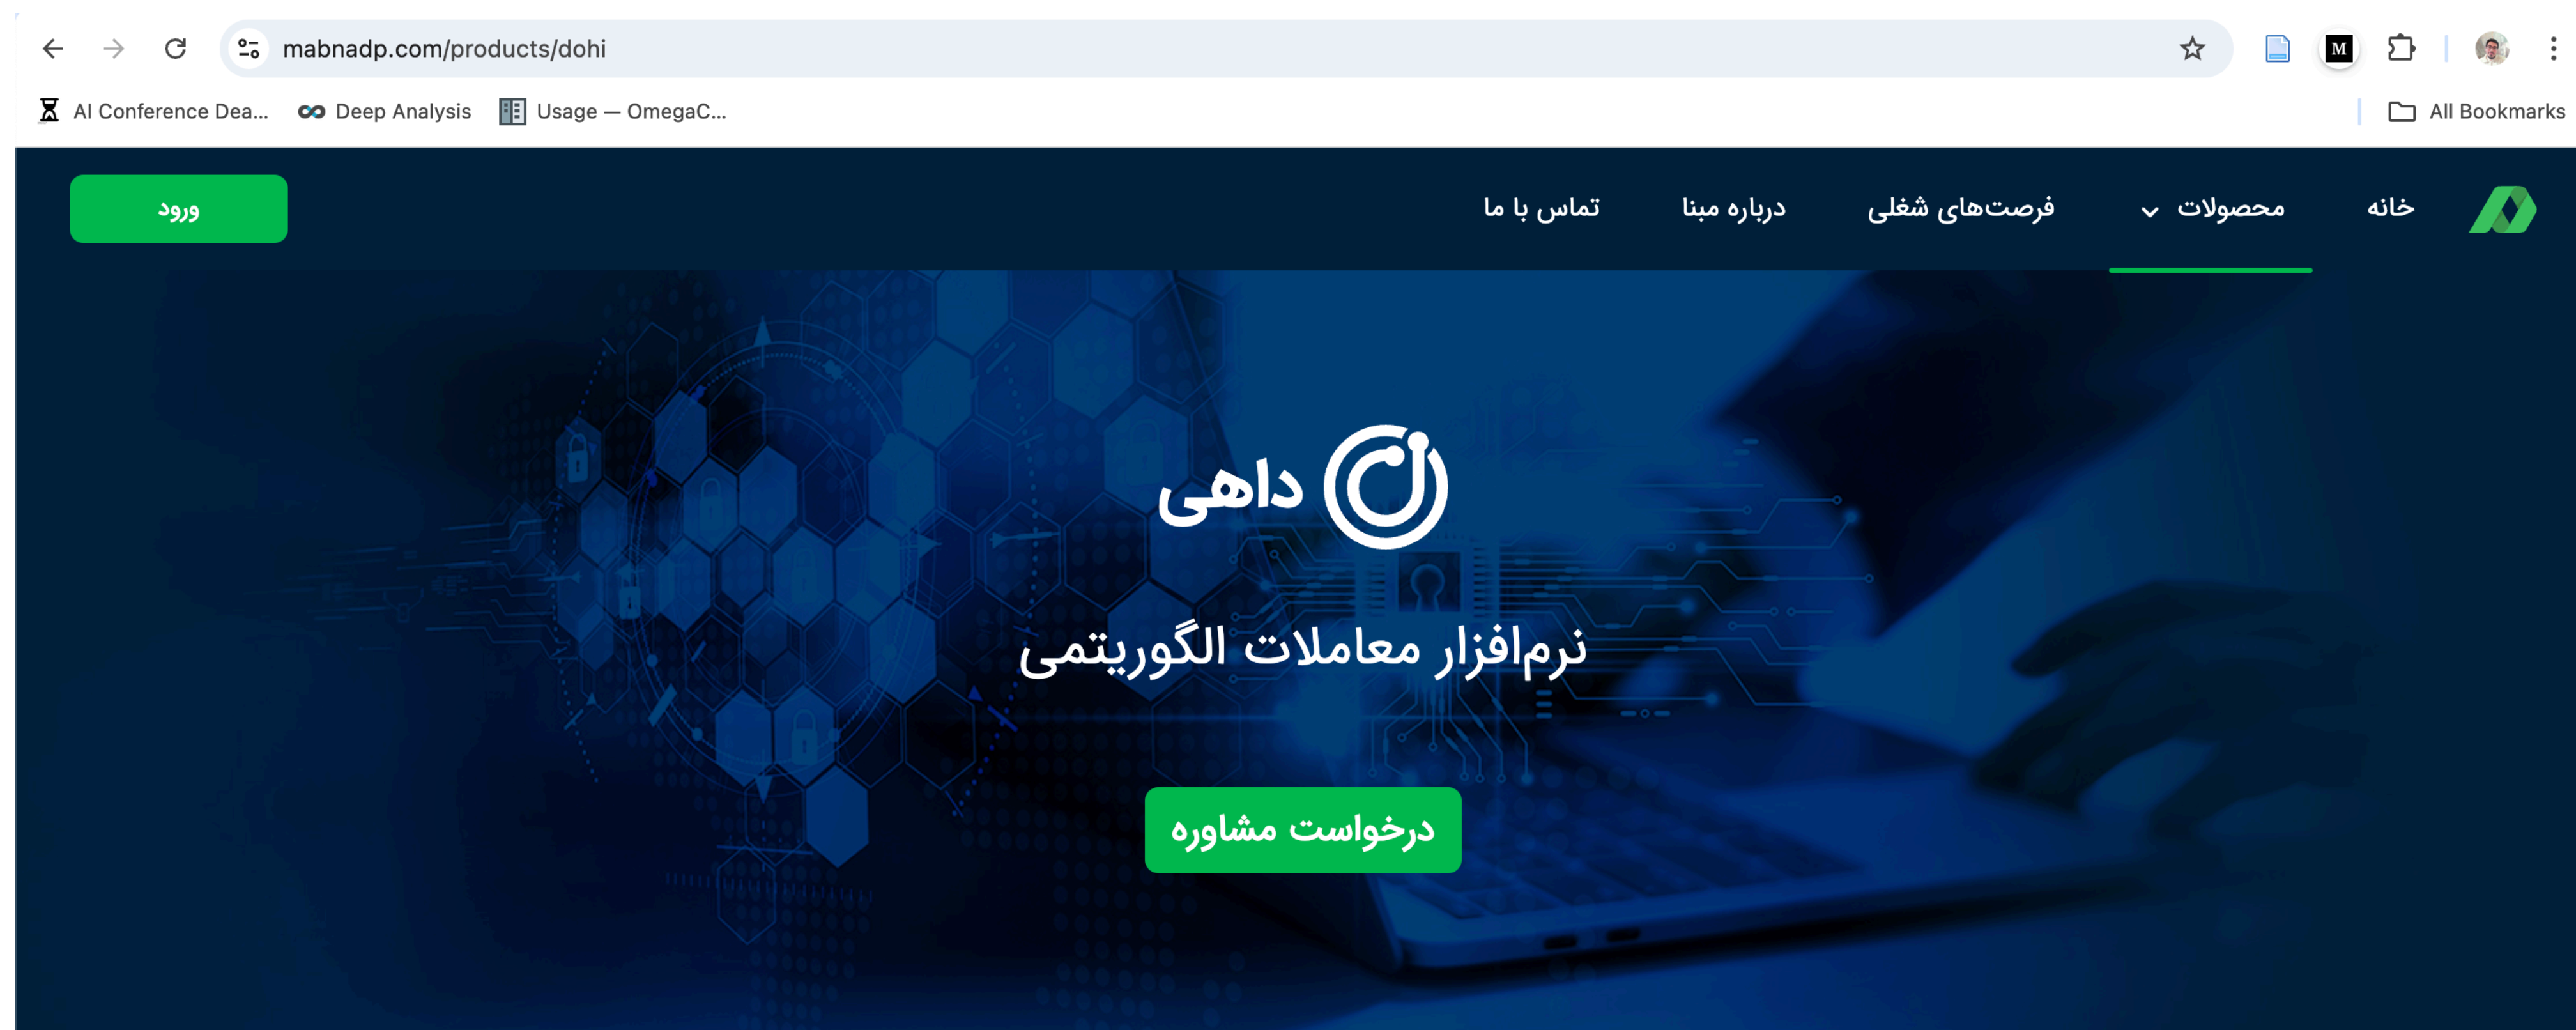 mabnadp.com/products/dohi
AI Conference Dea...
Deep Analysis
Usage — OmegaC...
All Bookmarks
خانه
محصولات
فرصت‌های شغلی
درباره مبنا
تماس با ما
ورود
داهی
نرم‌افزار معاملات الگوریتمی
درخواست مشاوره